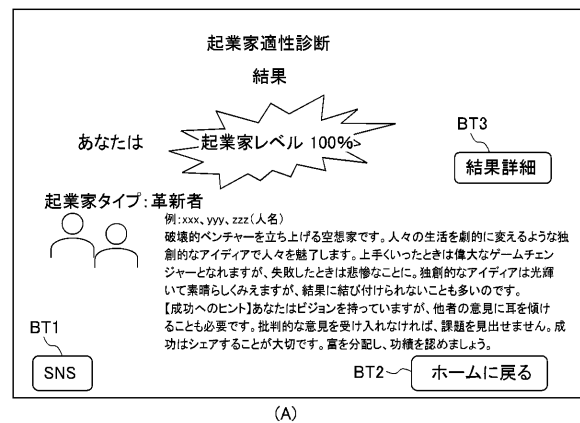 起業家適性診断
結果
あなたは
起業家レベル 100%
BT3
結果詳細
起業家タイプ:革新者
例:xxx、yyy、zzz(人名)
破壊的ベンチャーを立ち上げる空想家です。人々の生活を劇的に変えるような独
創的なアイディアで人々を魅了します。上手くいったときは偉大なゲームチェン
ジャーとなれますが、失敗したときは悲惨なことに。独創的なアイディアは光輝
いて素晴らしくみえますが、結果に結び付けられないことも多いのです。
【成功へのヒント】あなたはビジョンを持っていますが、他者の意見に耳を傾け
ることも必要です。批判的な意見を受け入れなければ、課題を見出せません。成
功はシェアすることが大切です。富を分配し、功績を認めましょう。
BT1
SNS
BT2
ホームに戻る
(A)